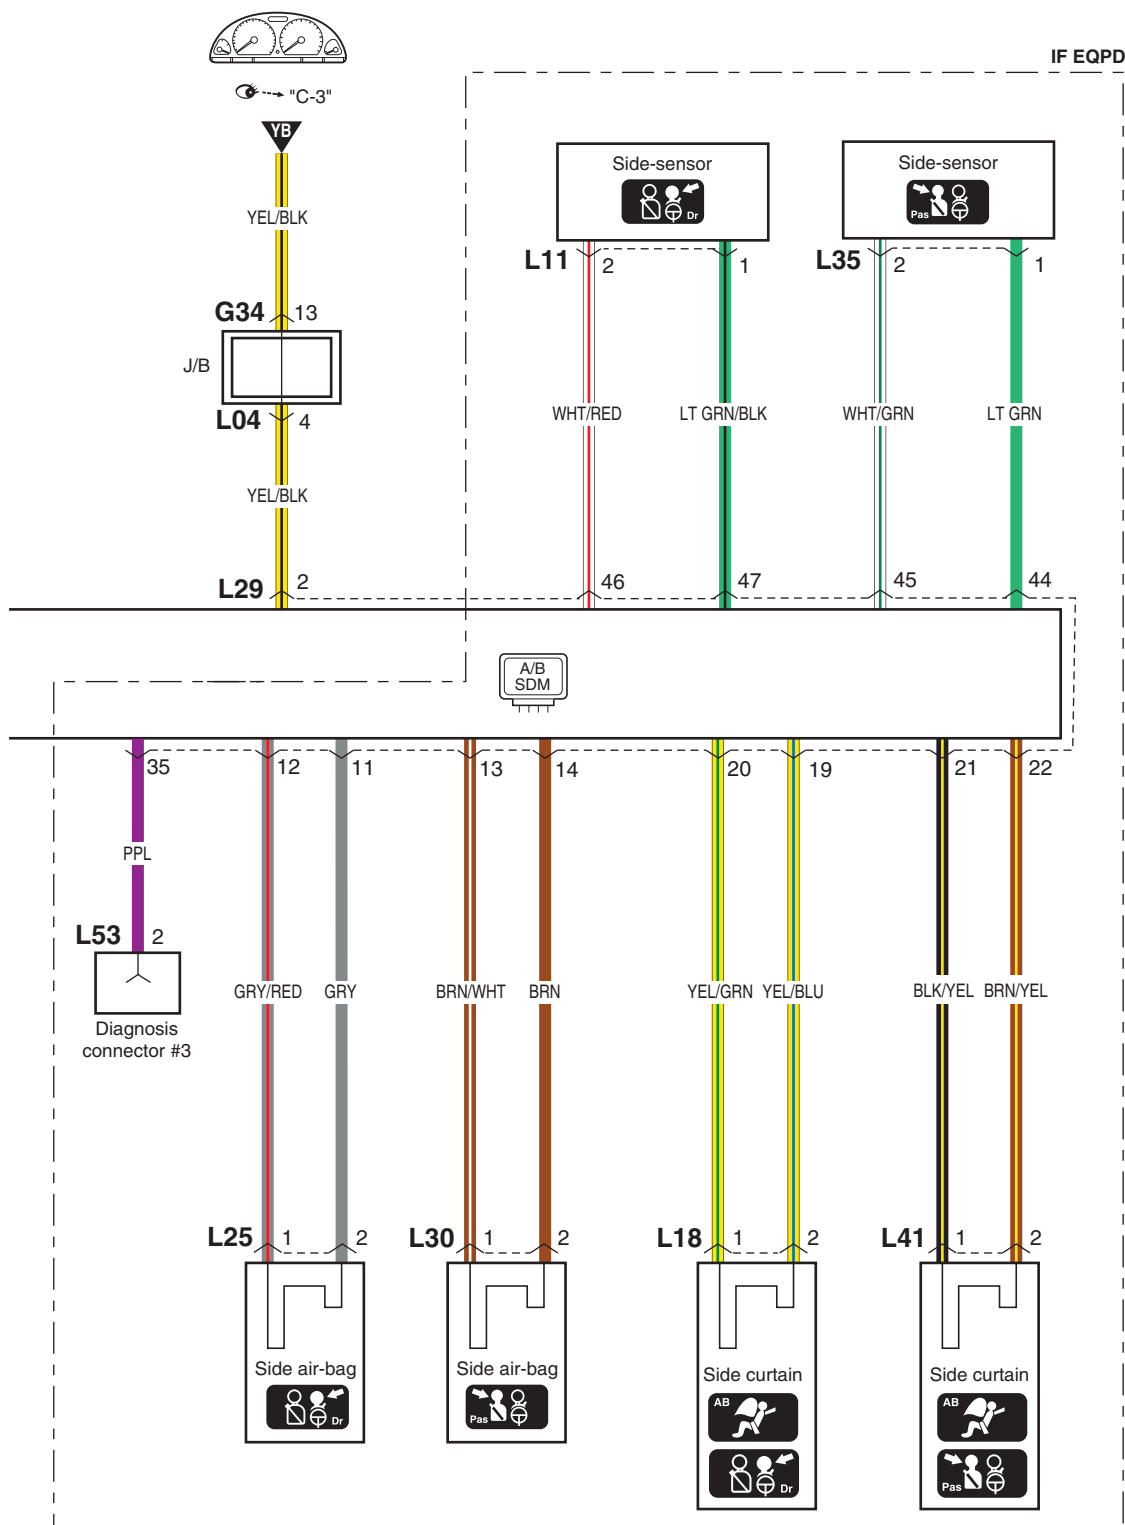 IF EQPD
"C-3"
YB
YEL/BLK
G34 13
J/B
L04 4
YEL/BLK
L29 2
Side-sensor
Dr
L11 2 1
Side-sensor
Pas
L35 2 1
WHT/RED LT GRN/BLK WHT/GRN LT GRN
46 47 45 44
A/B
SDM
35 12 11 13 14 20 19 21 22
PPL
L53 2
Diagnosis
connector #3
GRY/RED GRY BRN/WHT BRN YEL/GRN YEL/BLU BLK/YEL BRN/YEL
L25 1 2 L30 1 2 L18 1 2 L41 1 2
Side air-bag
Dr
Side air-bag
Pas
Side curtain
AB
Dr
Side curtain
AB
Pas